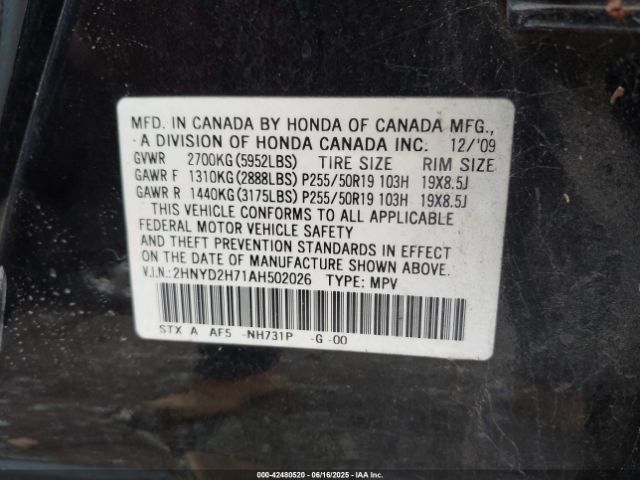 MFD. IN CANADA BY HONDA OF CANADA MFG.,
A DIVISION OF HONDA CANADA INC. 12/'09
GVWR 2700KG(5952LBS) TIRE SIZE RIM SIZE
GAWR F 1310KG(2888LBS) P255/50R19 103H 19X8.5J
GAWR R 1440KG(3175LBS) P255/50R19 103H 19X8.5J
THIS VEHICLE CONFORMS TO ALL APPLICABLE
FEDERAL MOTOR VEHICLE SAFETY
AND THEFT PREVENTION STANDARDS IN EFFECT
ON THE DATE OF MANUFACTURE SHOWN ABOVE.
V.I.N.:2HNYD2H71AH502026 TYPE: MPV
STX A AF5 -NH731P -G -00
000-42480520 | 06/16/2025 | IAA Inc.